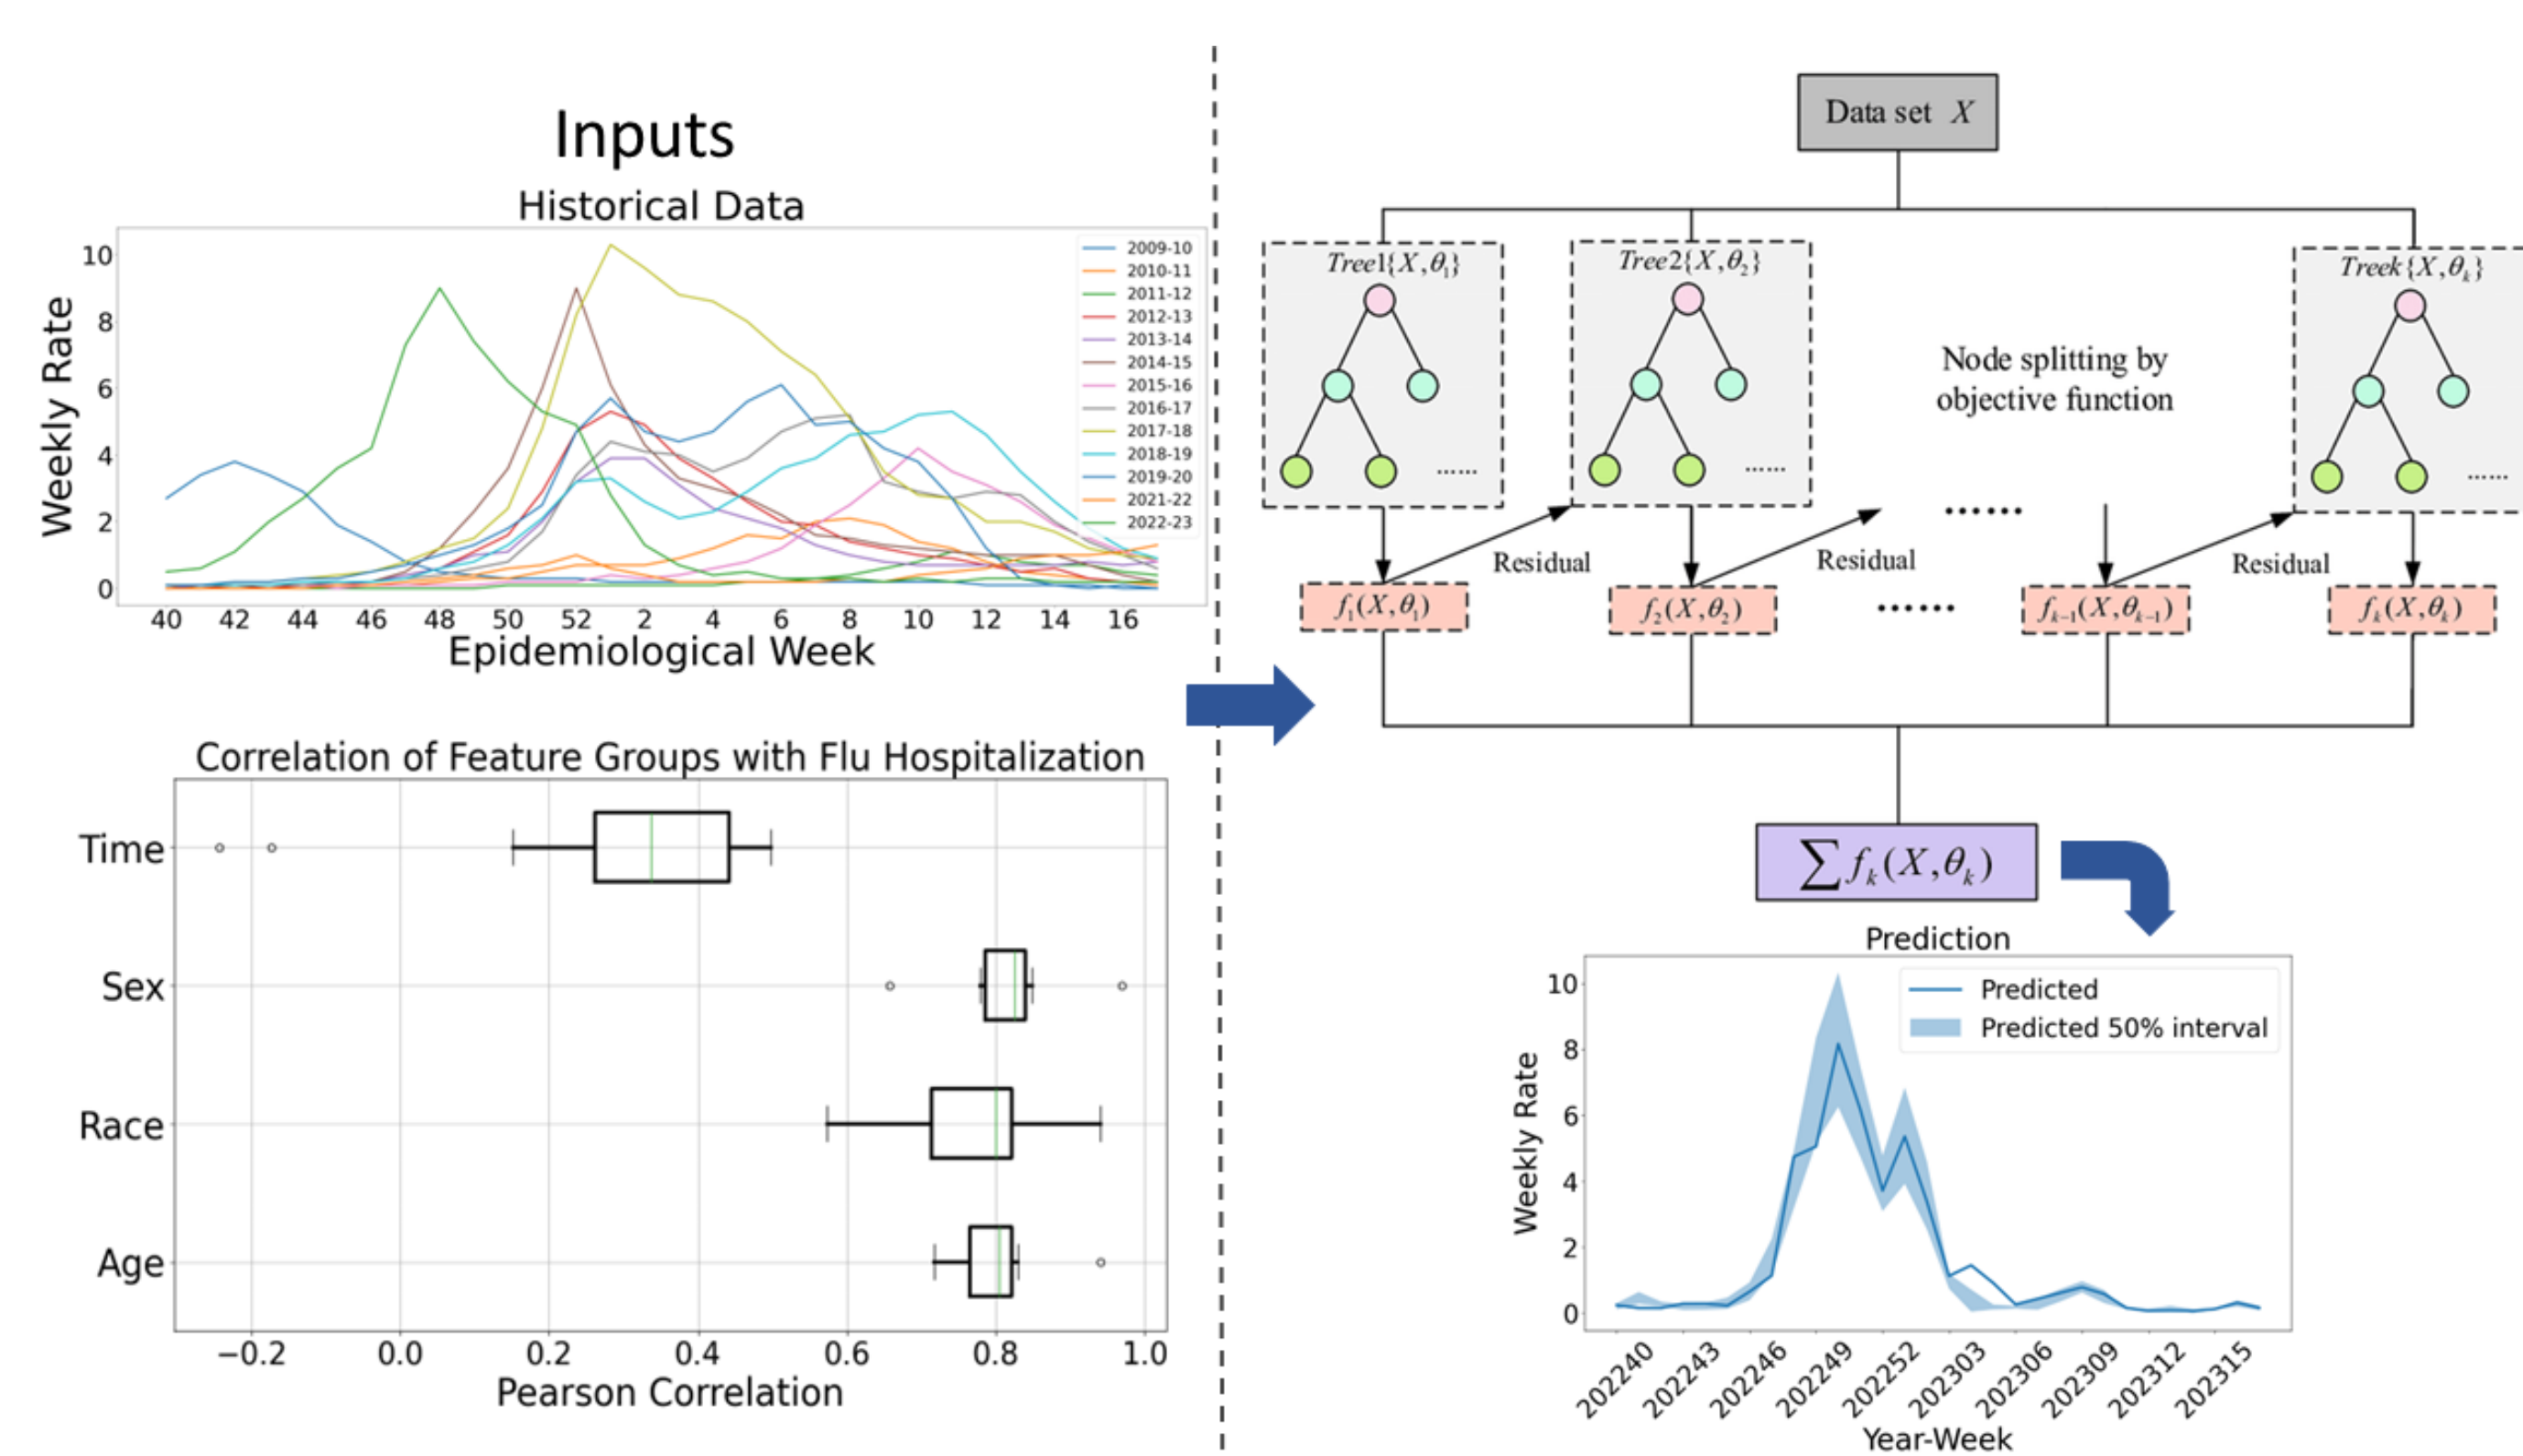 Inputs
Historical Data
Weekly Rate
10
8
6
4
2
0
2009-10
2010-11
2011-12
2012-13
2013-14
2014-15
2015-16
2016-17
2017-18
2018-19
2019-20
2021-22
2022-23
40 42 44 46 48 50 52 2 4 6 8 10 12 14 16
Epidemiological Week
Correlation of Feature Groups with Flu Hospitalization
Time
Sex
Race
Age
−0.2 0.0 0.2 0.4 0.6 0.8 1.0
Pearson Correlation
Data set X
Tree1{X,θ₁}
Tree2{X,θ₂}
Treek{X,θₖ}
Node splitting by
objective function
......
......
......
......
Residual
Residual
Residual
f₁(X,θ₁)
f₂(X,θ₂)
......
fₖ₋₁(X,θₖ₋₁)
fₖ(X,θₖ)
∑fₖ(X,θₖ)
Prediction
Predicted
Predicted 50% interval
Weekly Rate
10
8
6
4
2
0
202240 202243 202246 202249 202252 202303 202306 202309 202312 202315
Year-Week